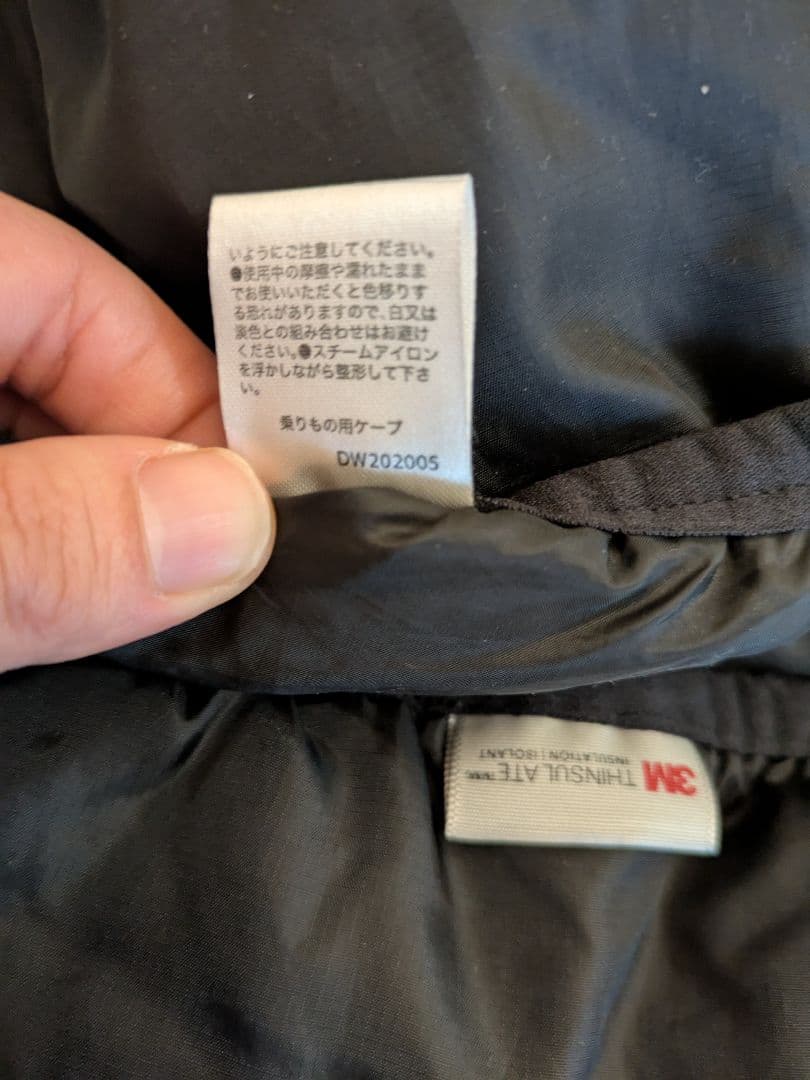 いようにご注意してください。
●使用中の摩擦や濡れたまま
でお使いいただくと色移りす
る恐れがありますので、白又は
淡色との組み合わせはお避け
ください。●スチームアイロン
を浮かしながら整形して下さ
い。
乗りもの用ケープ
DW202005
3M THINSULATE
INSULATION | ISOLANT